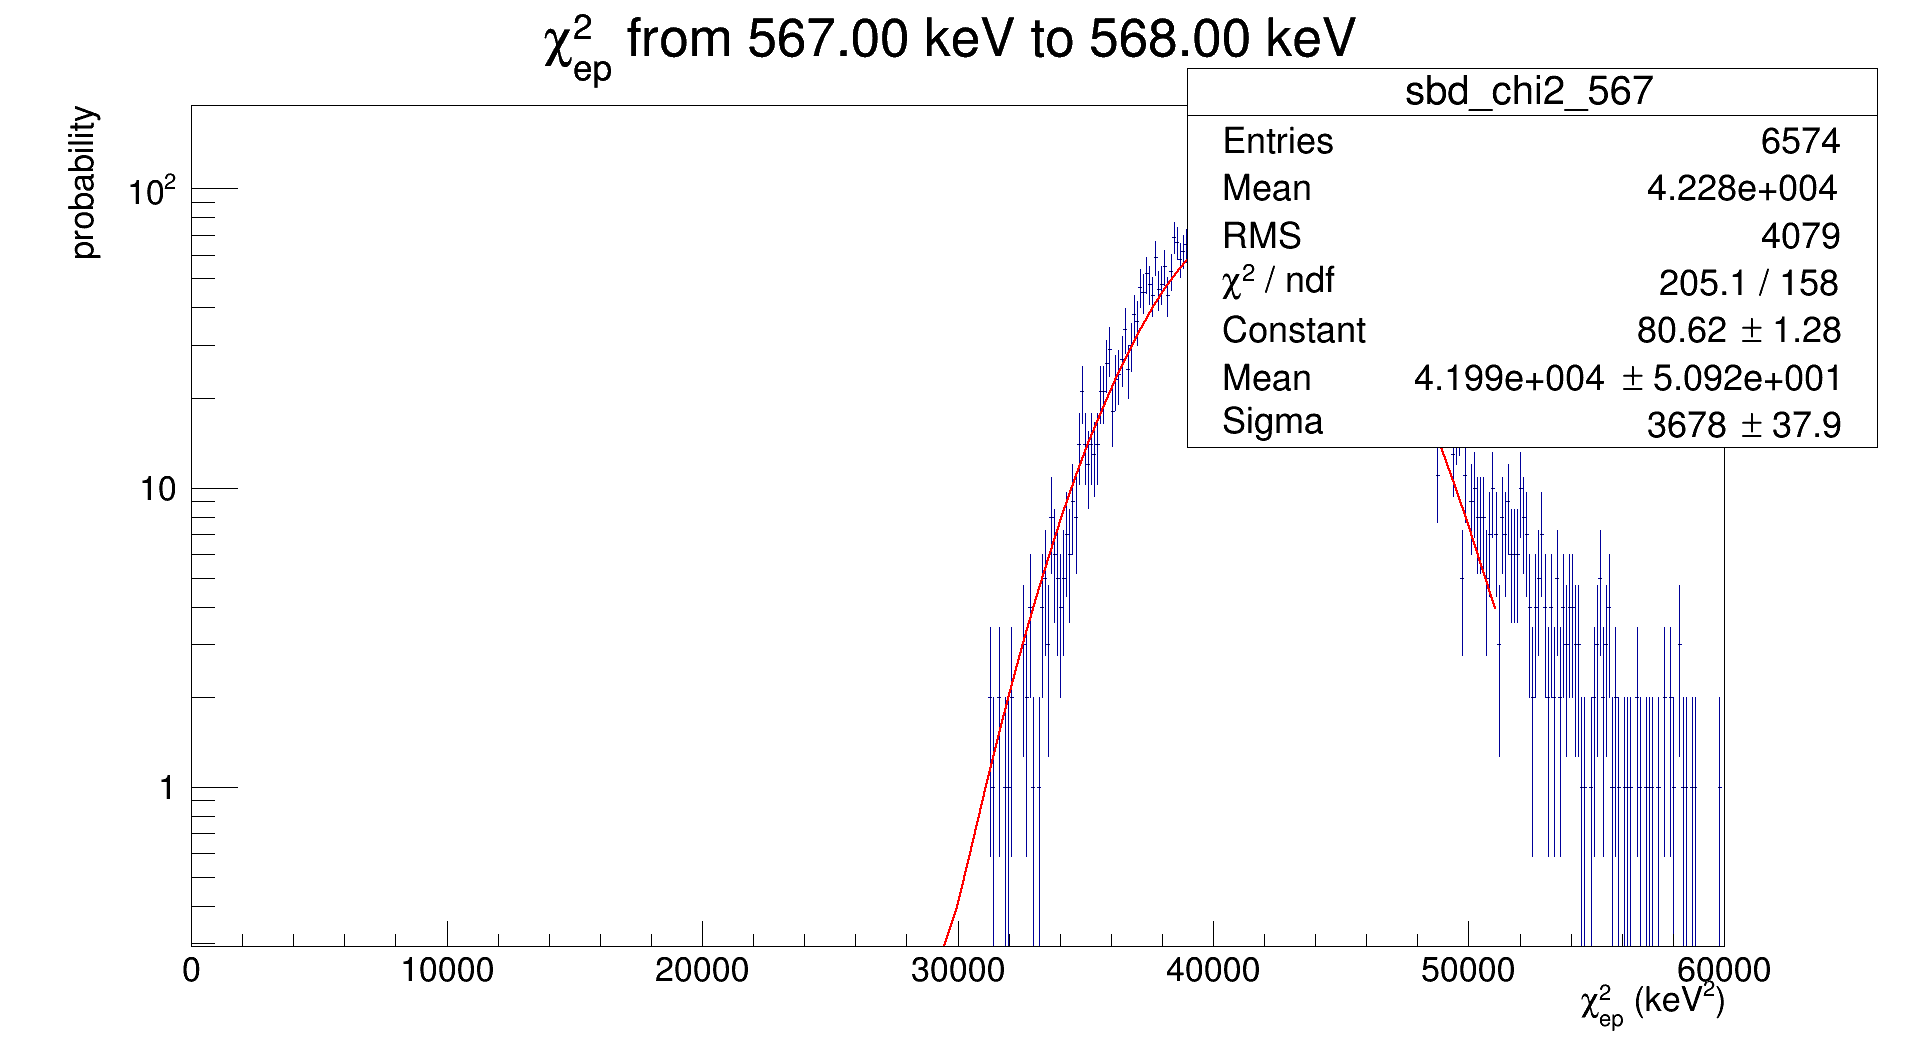 χ²ep from 567.00 keV to 568.00 keV
sbd_chi2_567
Entries 6574
Mean 4.228e+004
RMS 4079
χ² / ndf 205.1 / 158
Constant 80.62 ± 1.28
Mean 4.199e+004 ± 5.092e+001
Sigma 3678 ± 37.9
probability
10²
10
1
0 10000 20000 30000 40000 50000 60000
χ²ep (keV²)